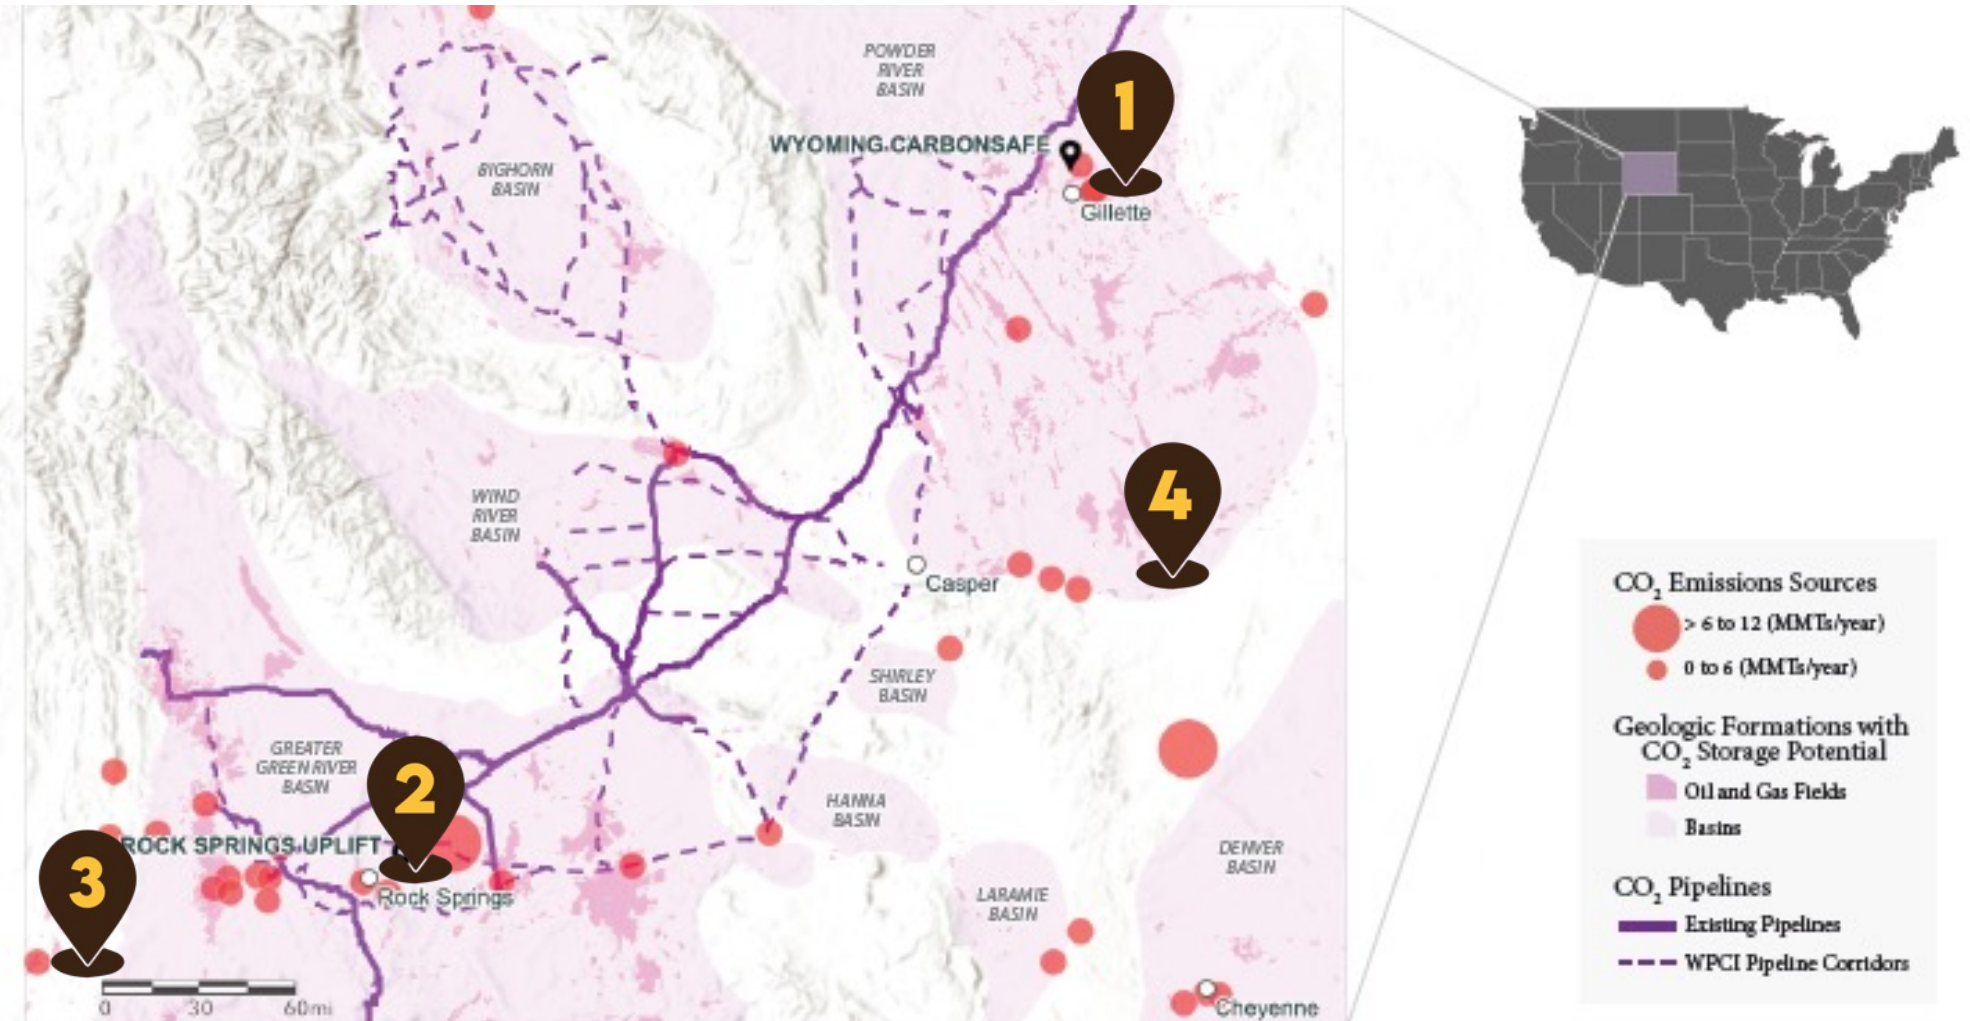 POWDER
RIVER
BASIN
1
WYOMING CARBONSAFE
Gillette
BIGHORN
BASIN
WIND
RIVER
BASIN
4
Casper
SHIRLEY
BASIN
GREATER
GREEN RIVER
BASIN
2
HANNA
BASIN
ROCK SPRINGS UPLIFT
3
Rock Springs
DENVER
BASIN
LARAMIE
BASIN
0 30 60mi
Cheyenne
CO₂ Emissions Sources
> 6 to 12 (MMTs/year)
0 to 6 (MMTs/year)
Geologic Formations with
CO₂ Storage Potential
Oil and Gas Fields
Basins
CO₂ Pipelines
Existing Pipelines
WPCI Pipeline Corridors